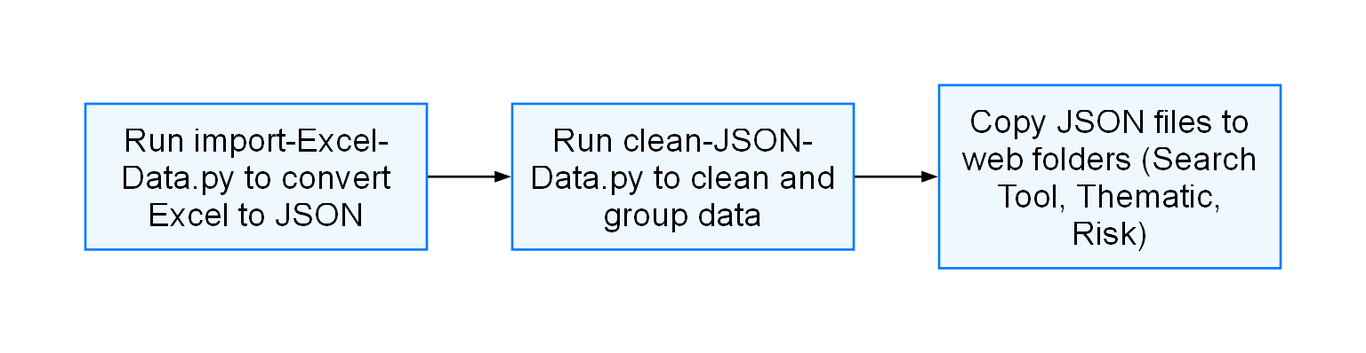 Run import-Excel-
Data.py to convert
Excel to JSON
Run clean-JSON-
Data.py to clean and
group data
Copy JSON files to
web folders (Search
Tool, Thematic,
Risk)